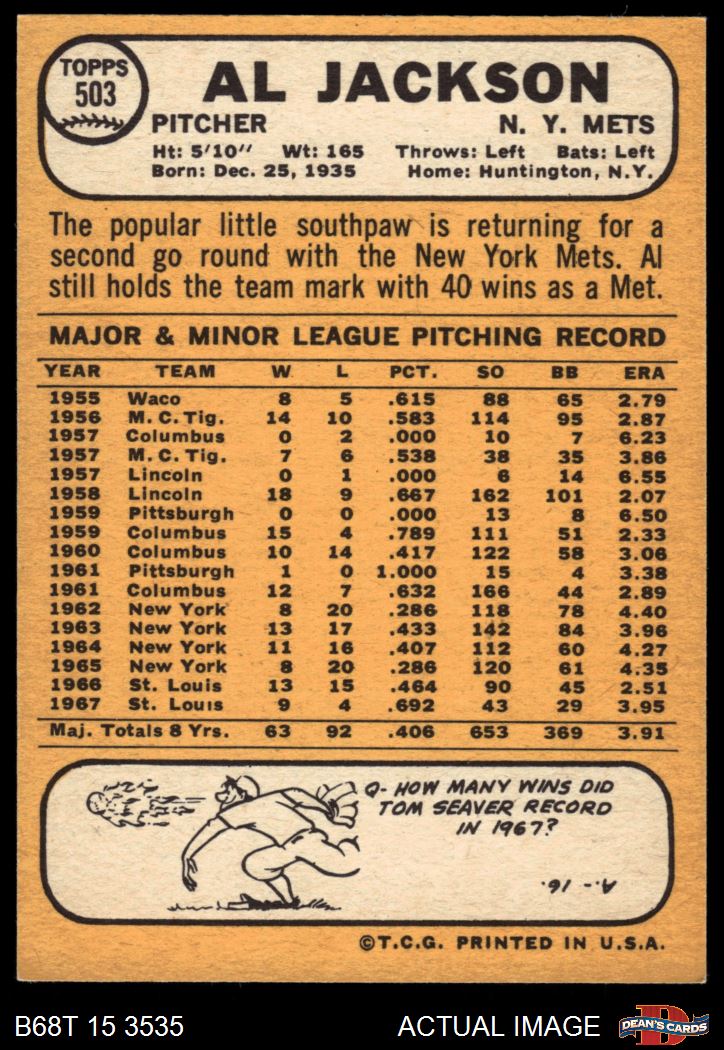 TOPPS
503
AL JACKSON
PITCHER N. Y. METS
Ht: 5'10" Wt: 165 Throws: Left Bats: Left
Born: Dec. 25, 1935 Home: Huntington, N.Y.
The popular little southpaw is returning for a
second go round with the New York Mets. Al
still holds the team mark with 40 wins as a Met.
MAJOR & MINOR LEAGUE PITCHING RECORD
YEAR TEAM W L PCT. SO BB ERA
1955 Waco 8 5 .615 88 65 2.79
1956 M. C. Tig. 14 10 .583 114 95 2.87
1957 Columbus 0 2 .000 10 7 6.23
1957 M. C. Tig. 7 6 .538 38 35 3.86
1957 Lincoln 0 1 .000 6 14 6.55
1958 Lincoln 18 9 .667 162 101 2.07
1959 Pittsburgh 0 0 .000 13 8 6.50
1959 Columbus 15 4 .789 111 51 2.33
1960 Columbus 10 14 .417 122 58 3.06
1961 Pittsburgh 1 0 1.000 15 4 3.38
1961 Columbus 12 7 .632 166 44 2.89
1962 New York 8 20 .286 118 78 4.40
1963 New York 13 17 .433 142 84 3.96
1964 New York 11 16 .407 112 60 4.27
1965 New York 8 20 .286 120 61 4.35
1966 St. Louis 13 15 .464 90 45 2.51
1967 St. Louis 9 4 .692 43 29 3.95
Maj. Totals 8 Yrs. 63 92 .406 653 369 3.91
Q- HOW MANY WINS DID
TOM SEAVER RECORD
IN 1967?
A.- 16.
©T.C.G. PRINTED IN U.S.A.
B68T 15 3535 ACTUAL IMAGE
D
DEAN'S CARDS